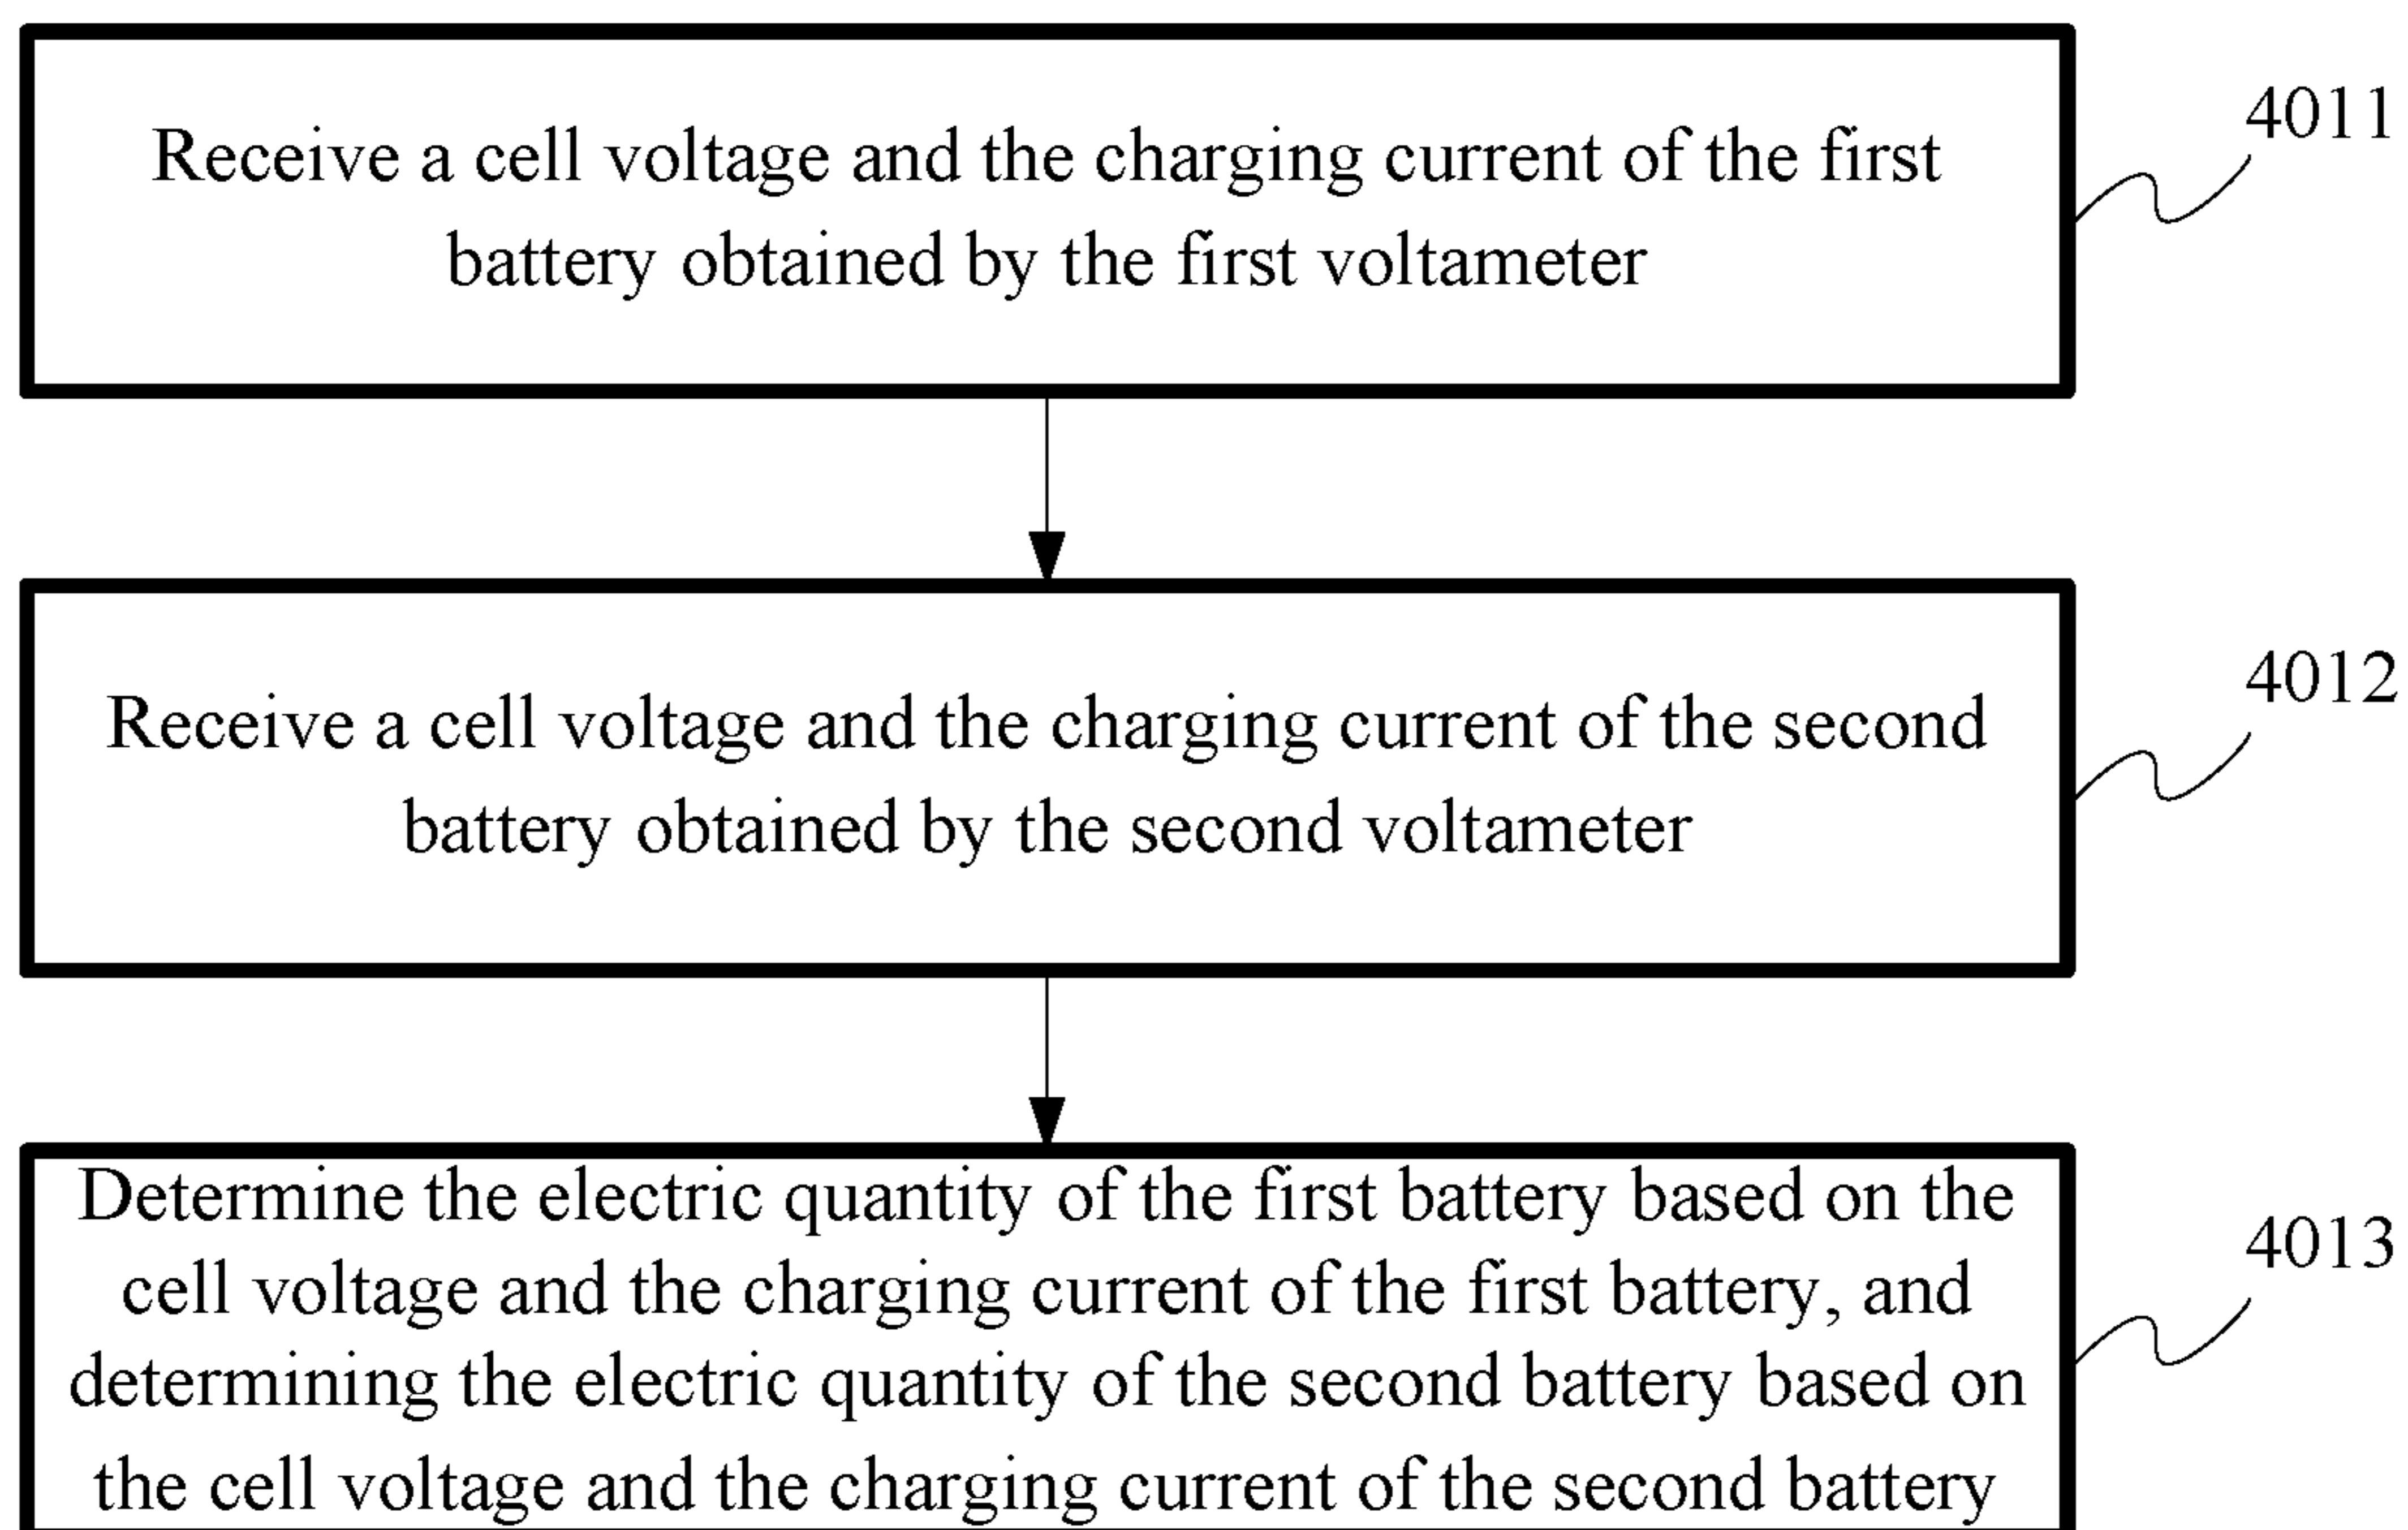 Receive a cell voltage and the charging current of the first
battery obtained by the first voltameter
4011
Receive a cell voltage and the charging current of the second
battery obtained by the second voltameter
4012
Determine the electric quantity of the first battery based on the
cell voltage and the charging current of the first battery, and
determining the electric quantity of the second battery based on
the cell voltage and the charging current of the second battery
4013